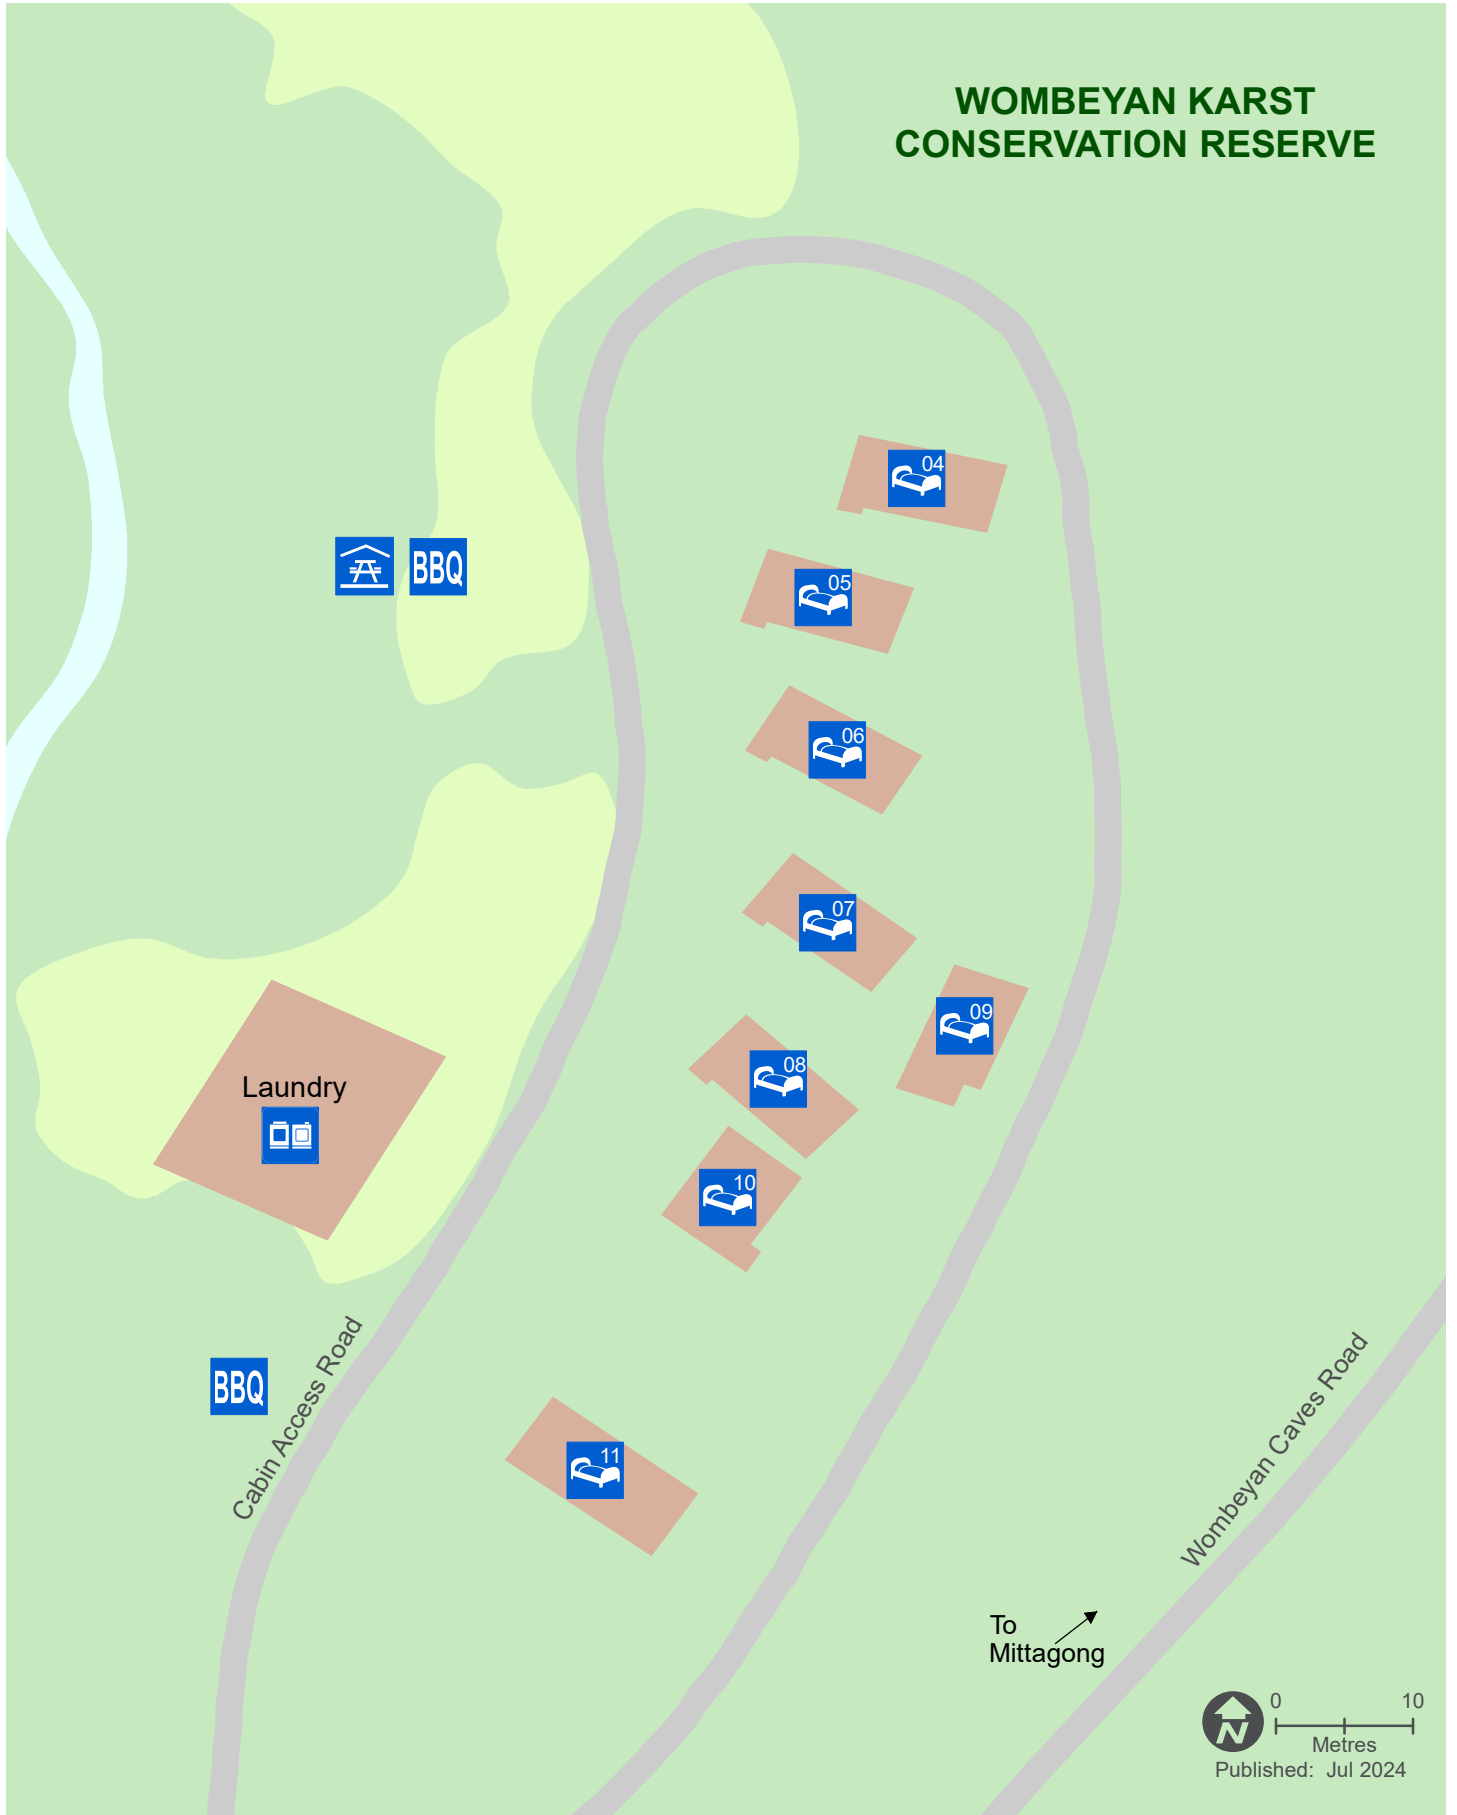 WOMBEYAN KARST
CONSERVATION RESERVE
04
BBQ
05
06
07
09
08
Laundry
10
BBQ
Cabin Access Road
11
Wombeyan Caves Road
To
Mittagong
N
0 10
Metres
Published: Jul 2024